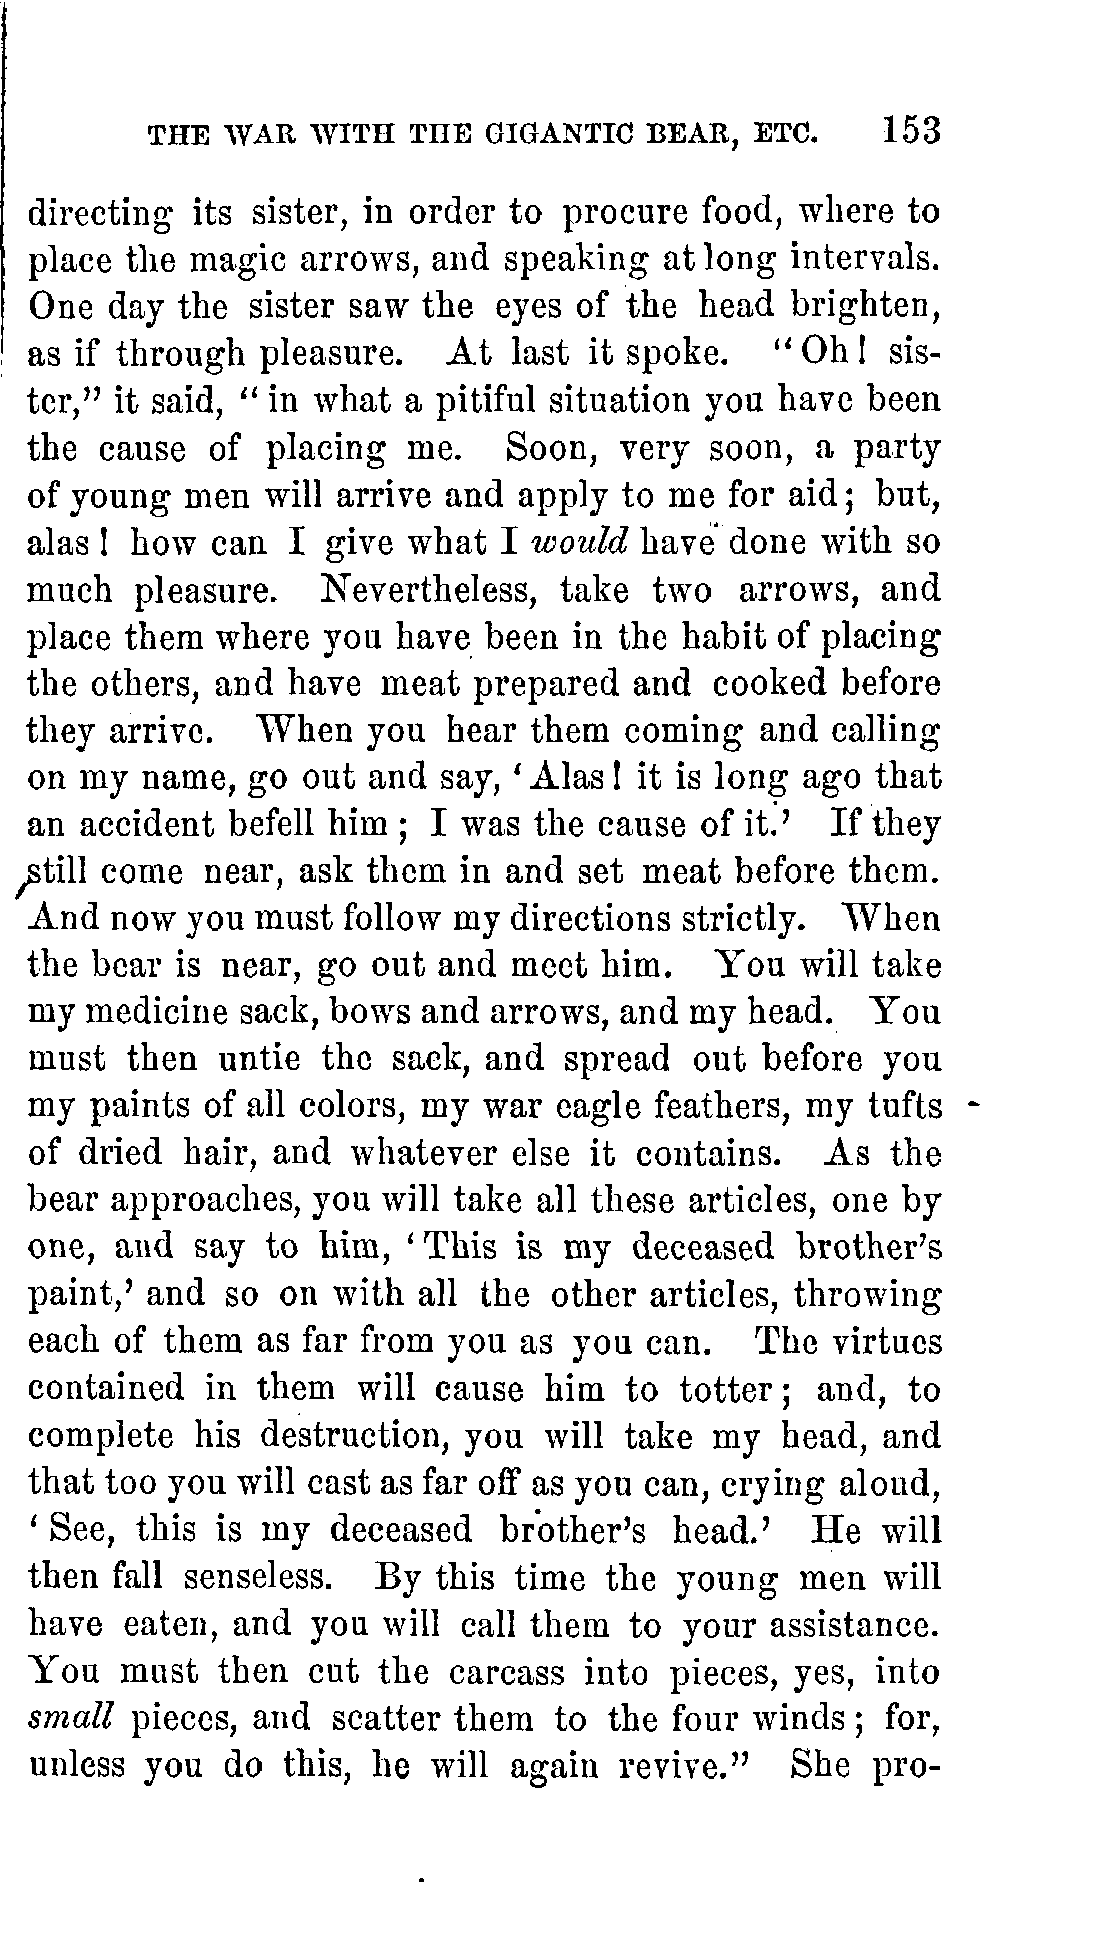 THE WAR WITH THE GIGANTIC BEAR, ETC. 153
directing its sister, in order to procure food, where to
place the magic arrows, and speaking at long intervals.
One day the sister saw the eyes of the head brighten,
as if through pleasure. At last it spoke. "Oh! sis-
ter," it said, "in what a pitiful situation you have been
the cause of placing me. Soon, very soon, a party
of young men will arrive and apply to me for aid; but,
alas! how can I give what I would have done with so
much pleasure. Nevertheless, take two arrows, and
place them where you have been in the habit of placing
the others, and have meat prepared and cooked before
they arrive. When you hear them coming and calling
on my name, go out and say, 'Alas! it is long ago that
an accident befell him; I was the cause of it.' If they
still come near, ask them in and set meat before them.
And now you must follow my directions strictly. When
the bear is near, go out and meet him. You will take
my medicine sack, bows and arrows, and my head. You
must then untie the sack, and spread out before you
my paints of all colors, my war eagle feathers, my tufts
of dried hair, and whatever else it contains. As the
bear approaches, you will take all these articles, one by
one, and say to him, 'This is my deceased brother's
paint,' and so on with all the other articles, throwing
each of them as far from you as you can. The virtues
contained in them will cause him to totter; and, to
complete his destruction, you will take my head, and
that too you will cast as far off as you can, crying aloud,
'See, this is my deceased brother's head.' He will
then fall senseless. By this time the young men will
have eaten, and you will call them to your assistance.
You must then cut the carcass into pieces, yes, into
small pieces, and scatter them to the four winds; for,
unless you do this, he will again revive." She pro-